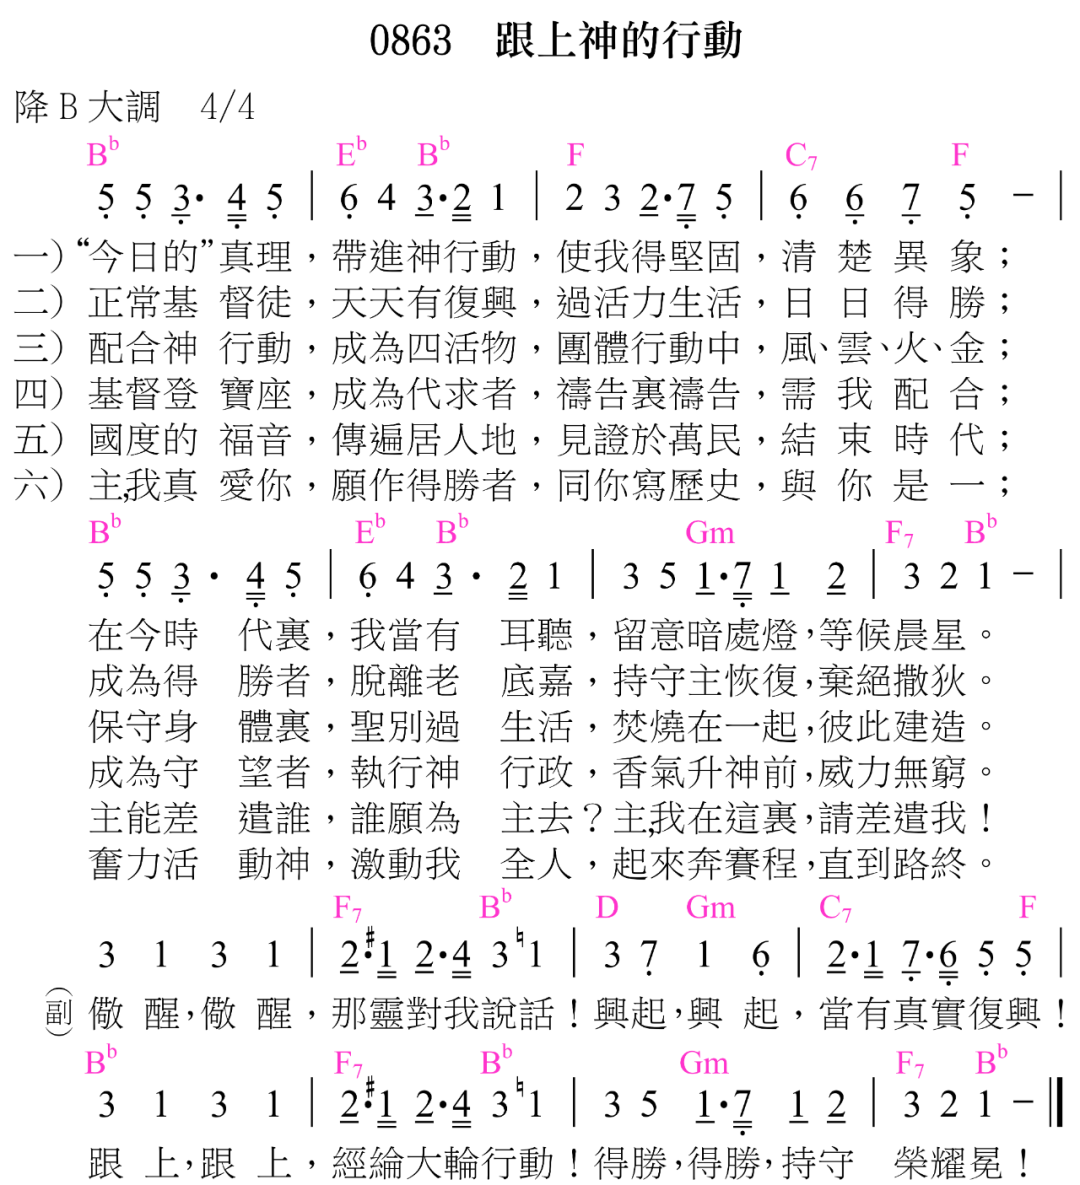 0863 跟上神的行動
降 B 大調 4/4
B♭ E♭ B♭ F C7 F
5 5 3· 4 5 | 6 4 3·2 1 | 2 3 2·7 5 | 6 6 7 5 － |
一）“今日的”真理，帶進神行動，使我得堅固，清楚異象；
二）正常基督徒，天天有復興，過活力生活，日日得勝；
三）配合神行動，成為四活物，團體行動中，風、雲、火、金；
四）基督登寶座，成為代求者，禱告裏禱告，需我配合；
五）國度的福音，傳遍居人地，見證於萬民，結束時代；
六）主,我真愛你，願作得勝者，同你寫歷史，與你是一；
B♭ E♭ B♭ Gm F7 B♭
5 5 3· 4 5 | 6 4 3· 2 1 | 3 5 1·7 1 2 | 3 2 1 － |
在今時代裏，我當有耳聽，留意暗處燈，等候晨星。
成為得勝者，脫離老底嘉，持守主恢復，棄絕撒狄。
保守身體裏，聖別過生活，焚燒在一起，彼此建造。
成為守望者，執行神行政，香氣升神前，威力無窮。
主能差遣誰，誰願為主去？主,我在這裏，請差遣我！
奮力活動神，激動我全人，起來奔賽程，直到路終。
F7 B♭ D Gm C7 F
3 1 3 1 | 2·♯1 2·4 3 ♮1 | 3 7 1 6 | 2·1 7·6 5 5 |
（副）儆醒，儆醒，那靈對我說話！興起，興起，當有真實復興！
B♭ F7 B♭ Gm F7 B♭
3 1 3 1 | 2·♯1 2·4 3 ♮1 | 3 5 1·7 1 2 | 3 2 1 － ‖
跟上，跟上，經綸大輪行動！得勝，得勝，持守榮耀冕！